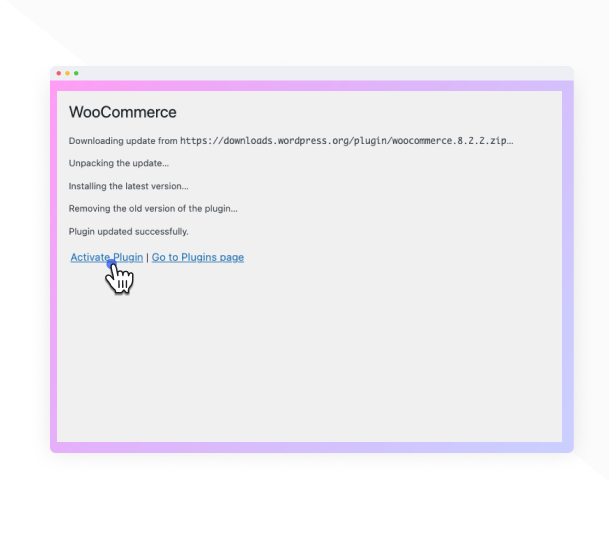 WooCommerce
Downloading update from https://downloads.wordpress.org/plugin/woocommerce.8.2.2.zip…
Unpacking the update…
Installing the latest version…
Removing the old version of the plugin…
Plugin updated successfully.
Activate Plugin | Go to Plugins page